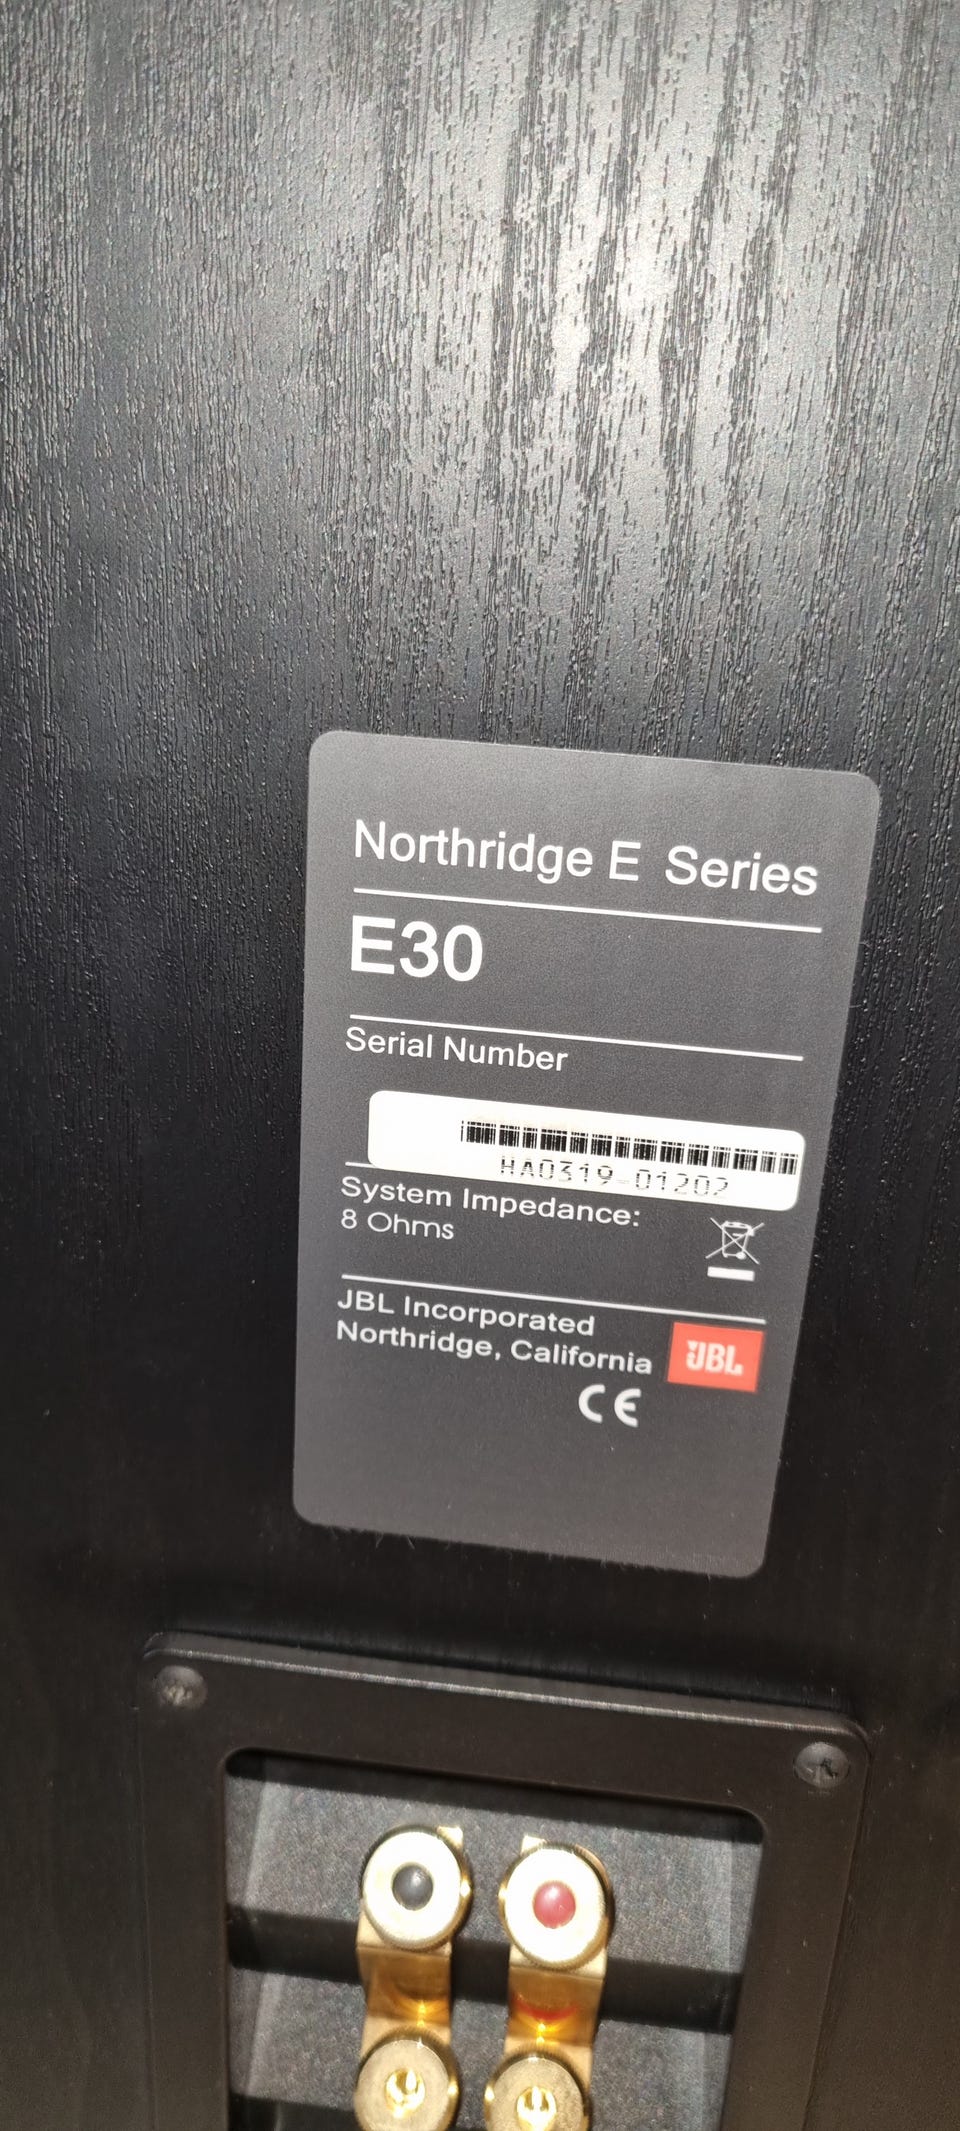 Northridge E Series
E30
Serial Number
HA0319-01202
System Impedance:
8 Ohms
JBL Incorporated
Northridge, California
JBL
CE